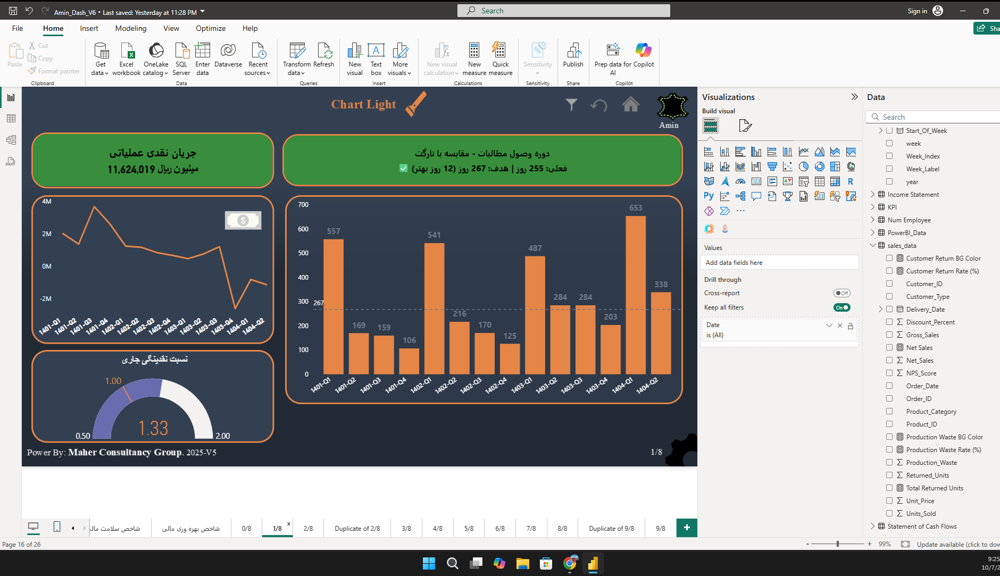 Amin_Dash_V6 • Last saved: Yesterday at 11:28 PM
Search
Sign in
File Home Insert Modeling View Optimize Help
Paste
Cut
Copy
Format painter
Clipboard
Get data
Excel workbook
OneLake catalog
SQL Server
Enter data
Dataverse
Recent sources
Data
Transform data
Refresh
Queries
New visual
Text box
More visuals
Insert
New visual calculation
New measure
Quick measure
Calculations
Sensitivity
Sensitivity
Publish
Share
Prep data for AI
Copilot
Copilot
Chart Light
Amin
جریان نقدی عملیاتی
11,624,019 میلیون ریال
دوره وصول مطالبات - مقایسه با تارگت
فعلی: 255 روز | هدف: 267 روز (12 روز بهتر) ✅
4M
2M
0M
-2M
1401-Q1 1401-Q2 1401-Q3 1401-Q4 1402-Q1 1402-Q2 1402-Q3 1402-Q4 1403-Q1 1403-Q2 1403-Q3 1403-Q4 1404-Q1 1404-Q2
نسبت نقدینگی جاری
1.00
1.33
0.50
2.00
700
600
500
400
300
200
100
0
267
557 169 159 106 541 216 170 125 487 284 284 203 653 338
1401-Q1 1401-Q2 1401-Q3 1401-Q4 1402-Q1 1402-Q2 1402-Q3 1402-Q4 1403-Q1 1403-Q2 1403-Q3 1403-Q4 1404-Q1 1404-Q2
Power By: Maher Consultancy Group. 2025-V5
1/8
Visualizations
Build visual
Values
Add data fields here
Drill through
Cross-report
Off
Keep all filters
On
Date
is (All)
Data
Search
Start_Of_Week
week
Week_Index
Week_Label
year
Income Statement
KPI
Num Employee
PowerBI_Data
sales_data
Customer Return BG Color
Customer Return Rate (%)
Customer_ID
Customer_Type
Delivery_Date
Discount_Percent
Gross_Sales
Net Sales
Net_Sales
NPS_Score
Order_Date
Order_ID
Product_Category
Product_ID
Production Waste BG Color
Production Waste Rate (%)
Production_Waste
Returned_Units
Total Returned Units
Unit_Price
Units_Sold
Statement of Cash Flows
شاخص سلامت مال
شاخص بهره وری مالی
0/8
1/8
2/8
Duplicate of 2/8
3/8
4/8
5/8
6/8
7/8
8/8
Duplicate of 9/8
9/8
Page 16 of 26
99%
Update available (click to dow
9:25
10/7/2